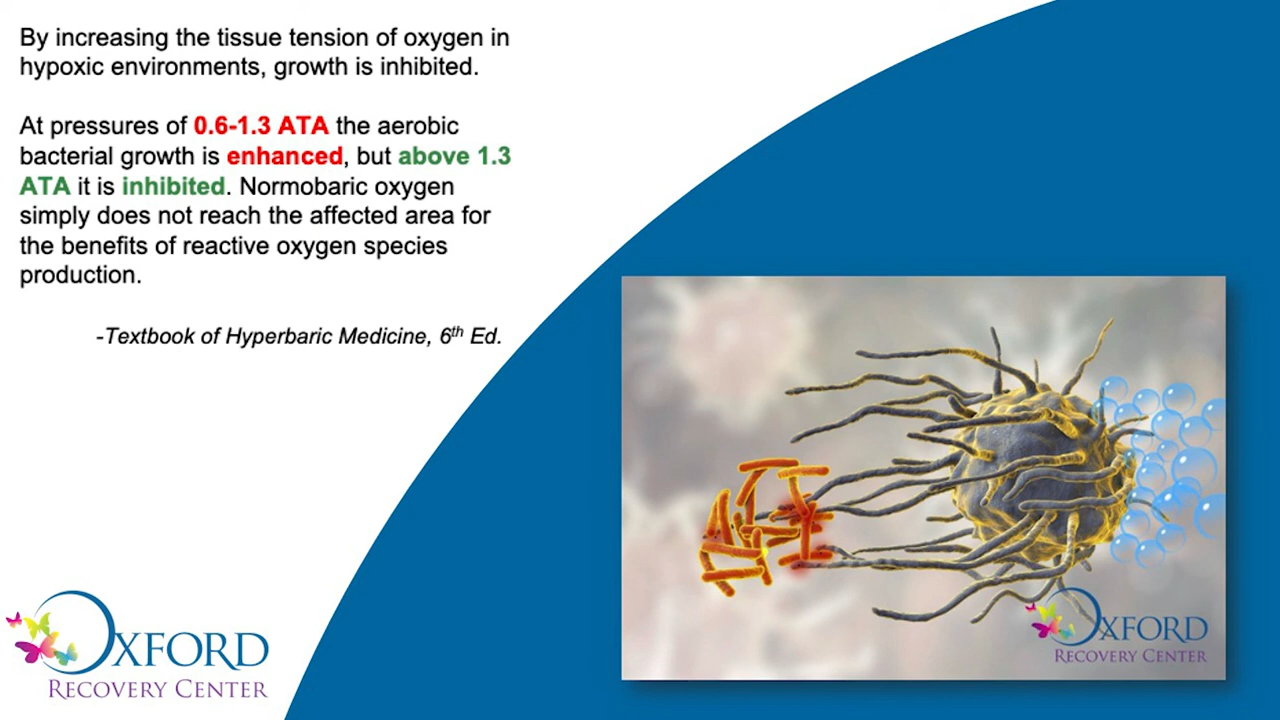 By increasing the tissue tension of oxygen in
hypoxic environments, growth is inhibited.
At pressures of 0.6-1.3 ATA the aerobic
bacterial growth is enhanced, but above 1.3
ATA it is inhibited. Normobaric oxygen
simply does not reach the affected area for
the benefits of reactive oxygen species
production.
-Textbook of Hyperbaric Medicine, 6th Ed.
OXFORD
RECOVERY CENTER
OXFORD
RECOVERY CENTER